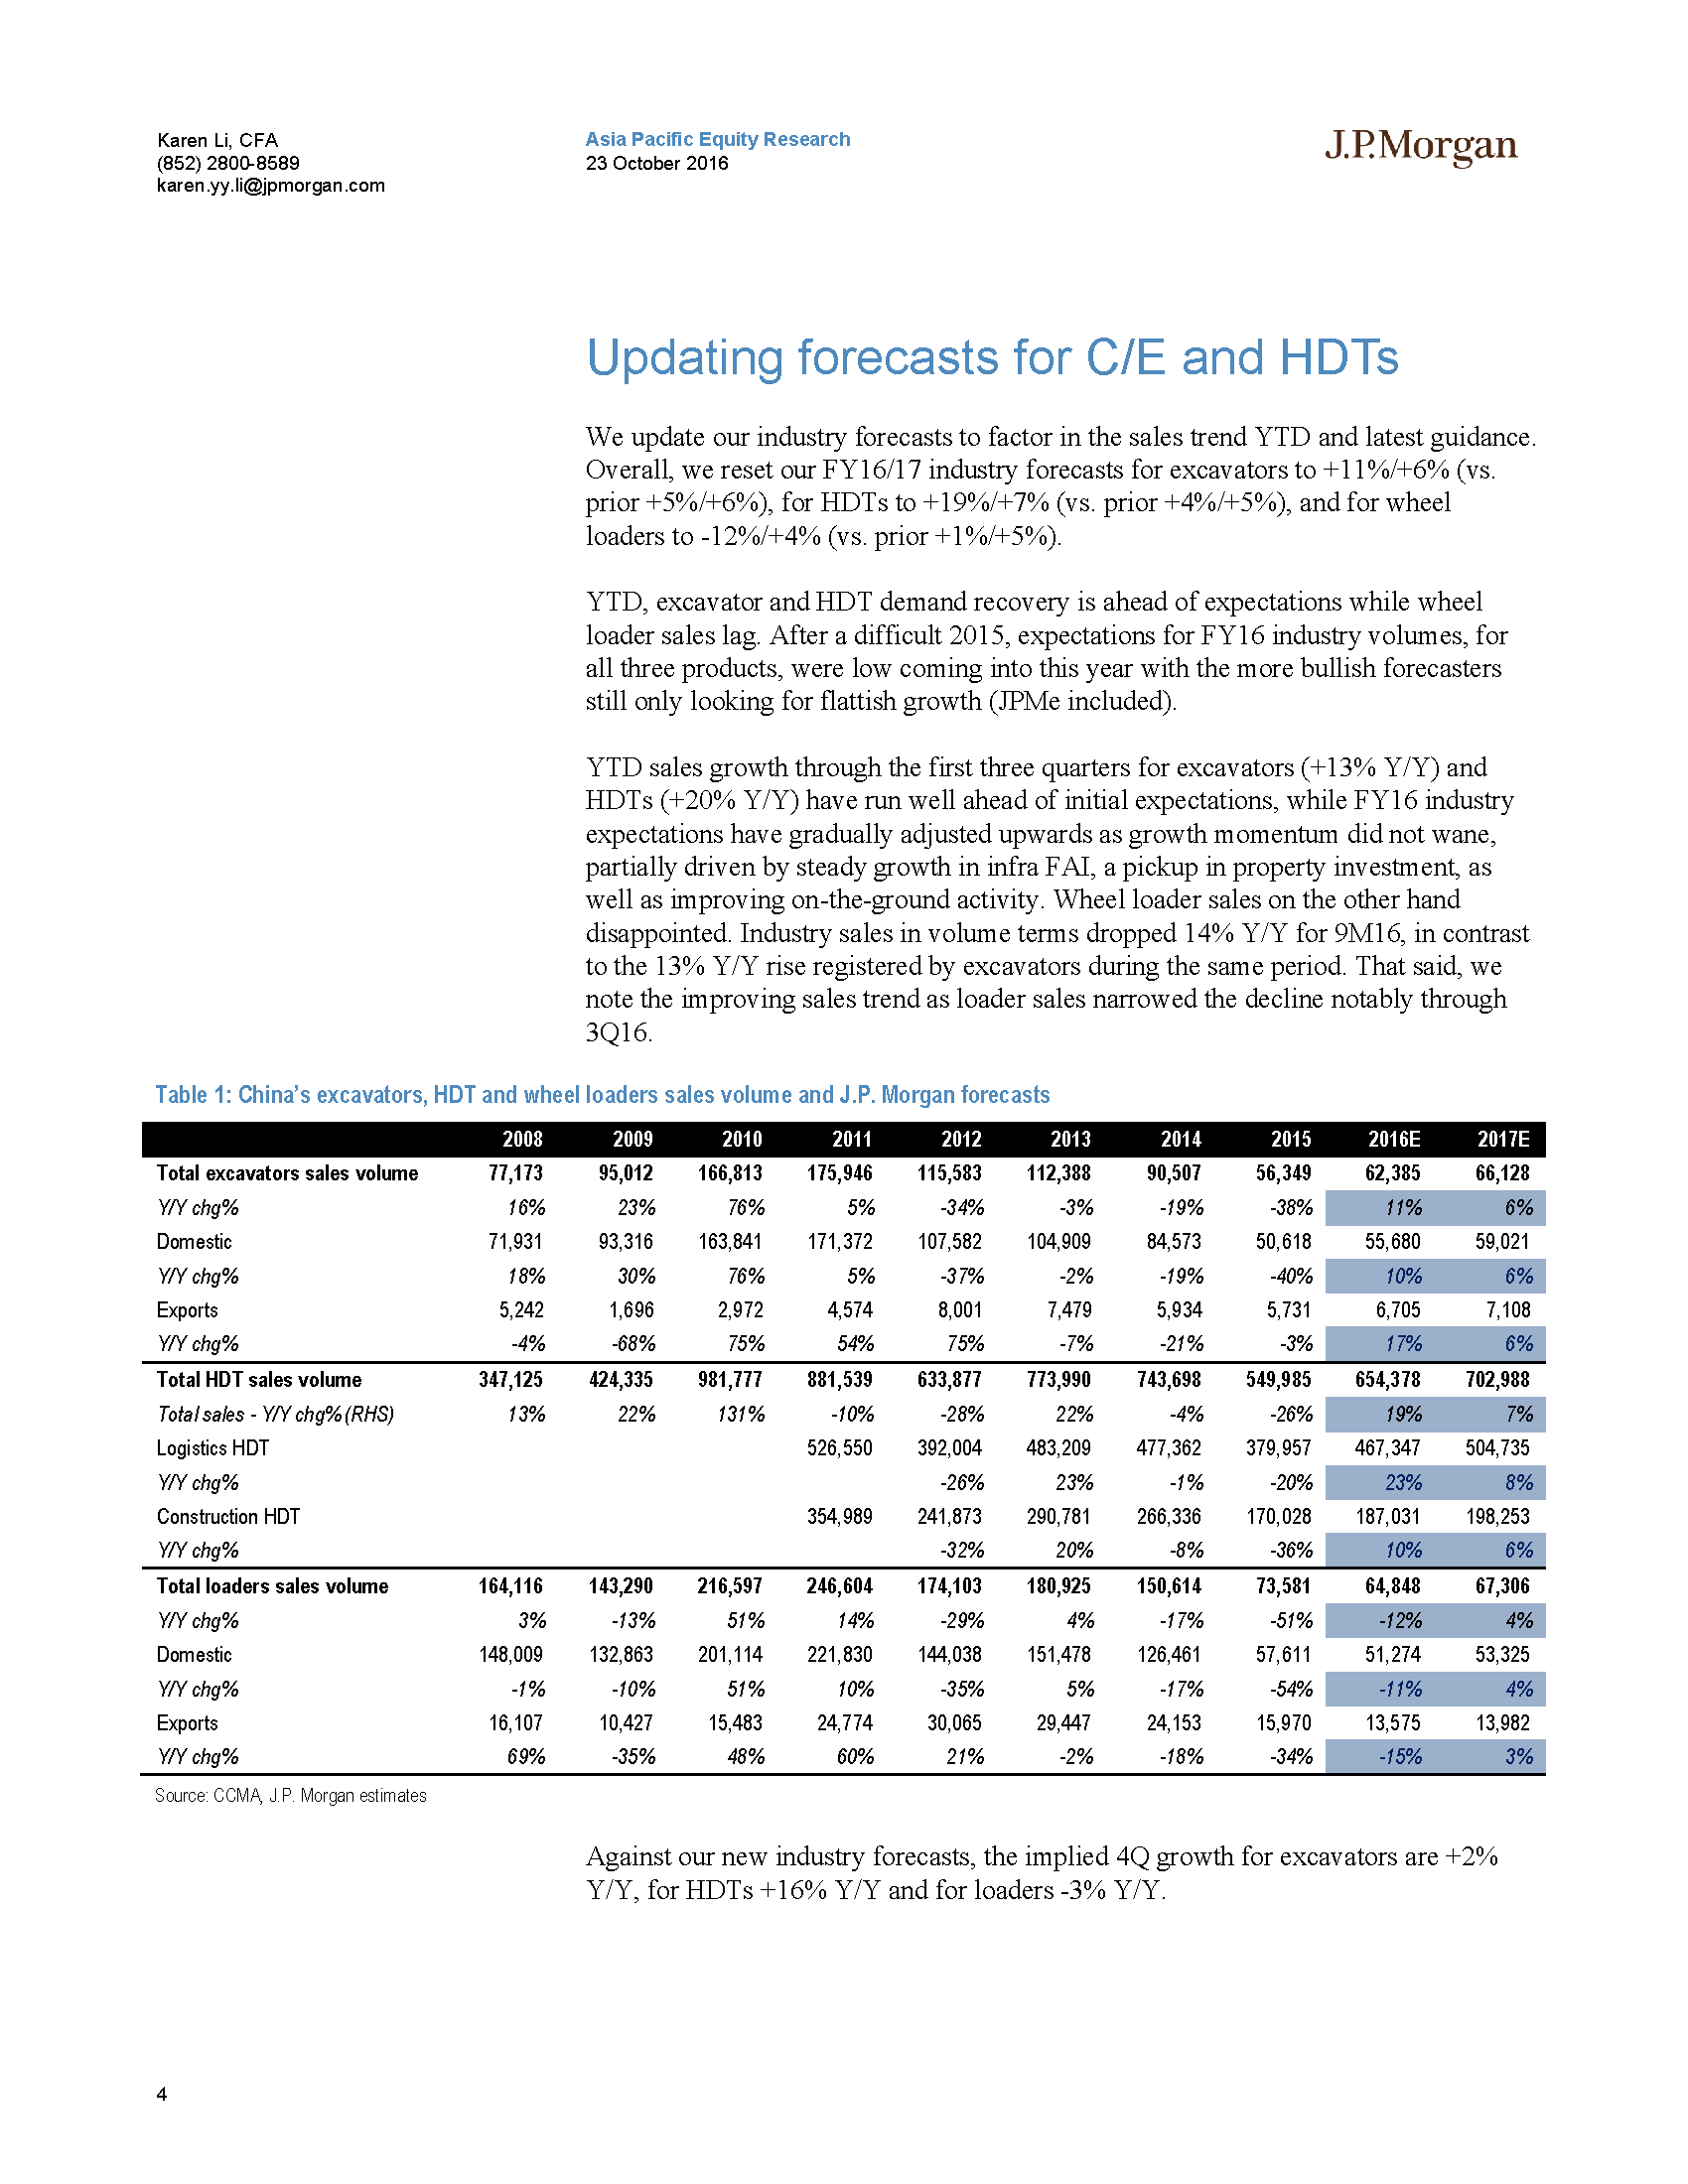 Karen Li, CFA
(852) 2800-8589
karen.yy.li@jpmorgan.com
Asia Pacific Equity Research
23 October 2016
J.P.Morgan
Updating forecasts for C/E and HDTs
We update our industry forecasts to factor in the sales trend YTD and latest guidance.
Overall, we reset our FY16/17 industry forecasts for excavators to +11%/+6% (vs.
prior +5%/+6%), for HDTs to +19%/+7% (vs. prior +4%/+5%), and for wheel
loaders to -12%/+4% (vs. prior +1%/+5%).
YTD, excavator and HDT demand recovery is ahead of expectations while wheel
loader sales lag. After a difficult 2015, expectations for FY16 industry volumes, for
all three products, were low coming into this year with the more bullish forecasters
still only looking for flattish growth (JPMe included).
YTD sales growth through the first three quarters for excavators (+13% Y/Y) and
HDTs (+20% Y/Y) have run well ahead of initial expectations, while FY16 industry
expectations have gradually adjusted upwards as growth momentum did not wane,
partially driven by steady growth in infra FAI, a pickup in property investment, as
well as improving on-the-ground activity. Wheel loader sales on the other hand
disappointed. Industry sales in volume terms dropped 14% Y/Y for 9M16, in contrast
to the 13% Y/Y rise registered by excavators during the same period. That said, we
note the improving sales trend as loader sales narrowed the decline notably through
3Q16.
Table 1: China's excavators, HDT and wheel loaders sales volume and J.P. Morgan forecasts
2008 2009 2010 2011 2012 2013 2014 2015 2016E 2017E
Total excavators sales volume 77,173 95,012 166,813 175,946 115,583 112,388 90,507 56,349 62,385 66,128
Y/Y chg% 16% 23% 76% 5% -34% -3% -19% -38% 11% 6%
Domestic 71,931 93,316 163,841 171,372 107,582 104,909 84,573 50,618 55,680 59,021
Y/Y chg% 18% 30% 76% 5% -37% -2% -19% -40% 10% 6%
Exports 5,242 1,696 2,972 4,574 8,001 7,479 5,934 5,731 6,705 7,108
Y/Y chg% -4% -68% 75% 54% 75% -7% -21% -3% 17% 6%
Total HDT sales volume 347,125 424,335 981,777 881,539 633,877 773,990 743,698 549,985 654,378 702,988
Total sales - Y/Y chg% (RHS) 13% 22% 131% -10% -28% 22% -4% -26% 19% 7%
Logistics HDT 526,550 392,004 483,209 477,362 379,957 467,347 504,735
Y/Y chg% -26% 23% -1% -20% 23% 8%
Construction HDT 354,989 241,873 290,781 266,336 170,028 187,031 198,253
Y/Y chg% -32% 20% -8% -36% 10% 6%
Total loaders sales volume 164,116 143,290 216,597 246,604 174,103 180,925 150,614 73,581 64,848 67,306
Y/Y chg% 3% -13% 51% 14% -29% 4% -17% -51% -12% 4%
Domestic 148,009 132,863 201,114 221,830 144,038 151,478 126,461 57,611 51,274 53,325
Y/Y chg% -1% -10% 51% 10% -35% 5% -17% -54% -11% 4%
Exports 16,107 10,427 15,483 24,774 30,065 29,447 24,153 15,970 13,575 13,982
Y/Y chg% 69% -35% 48% 60% 21% -2% -18% -34% -15% 3%
Source: CCMA, J.P. Morgan estimates
Against our new industry forecasts, the implied 4Q growth for excavators are +2%
Y/Y, for HDTs +16% Y/Y and for loaders -3% Y/Y.
4